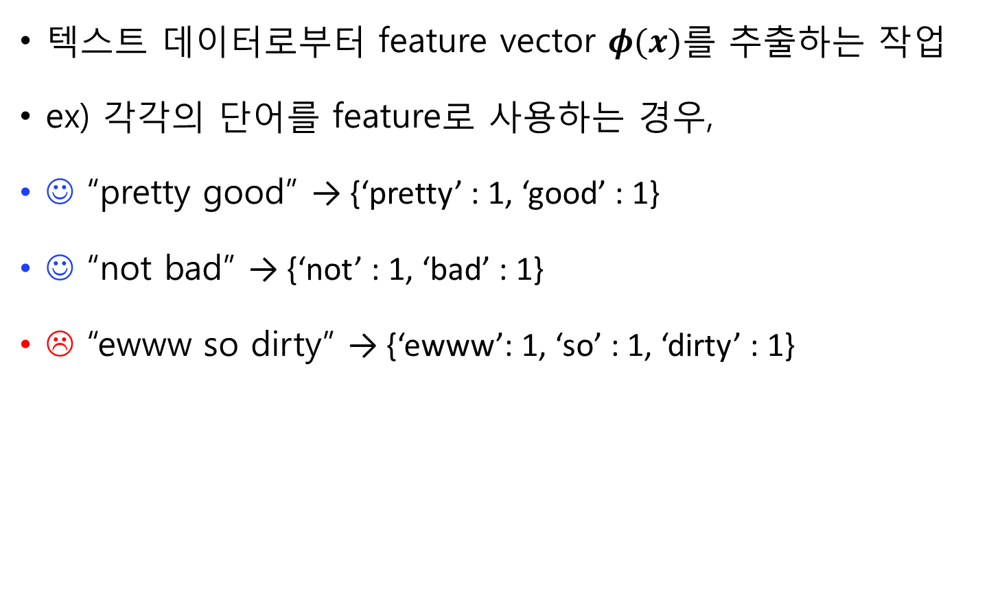 • 텍스트 데이터로부터 feature vector 𝝓(𝒙)를 추출하는 작업
• ex) 각각의 단어를 feature로 사용하는 경우,
• ☺ “pretty good” → {‘pretty’ : 1, ‘good’ : 1}
• ☺ “not bad” → {‘not’ : 1, ‘bad’ : 1}
• ☹ “ewww so dirty” → {‘ewww’: 1, ‘so’ : 1, ‘dirty’ : 1}